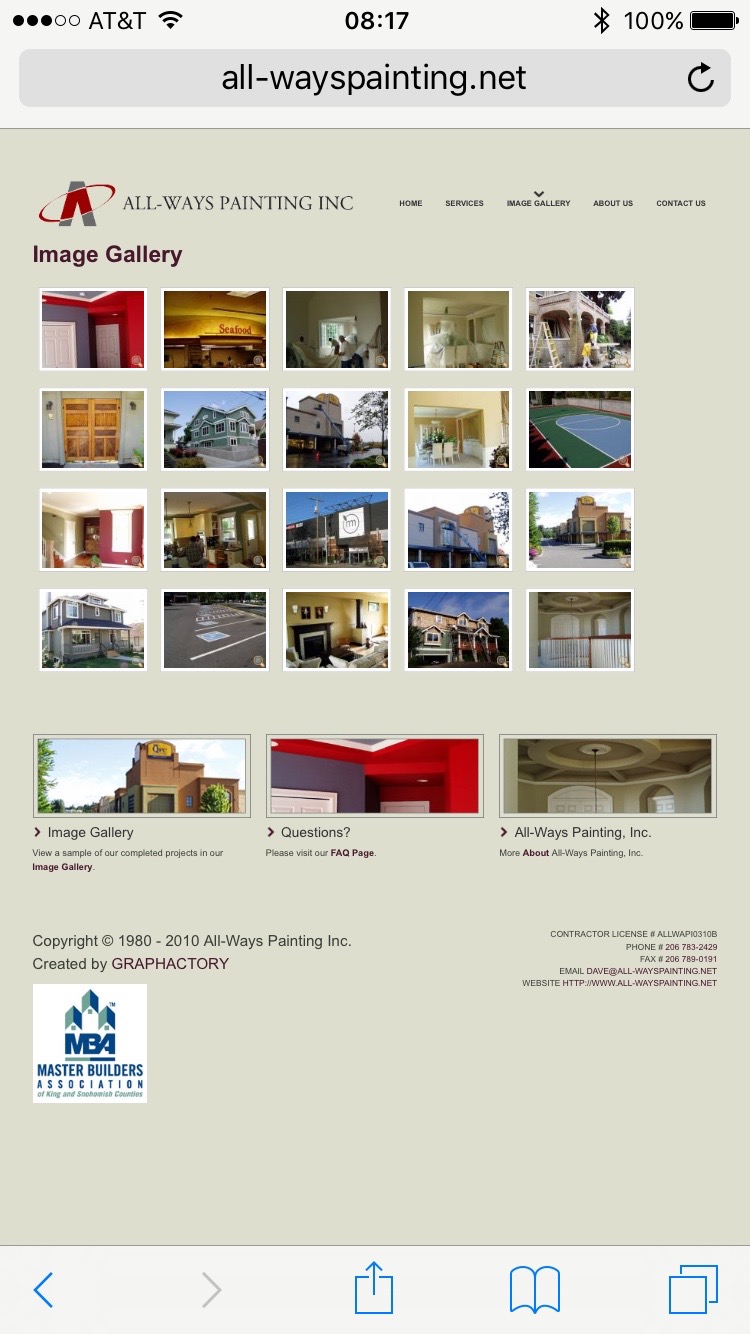 AT&T 08:17 100%
all-wayspainting.net
ALL-WAYS PAINTING INC
HOME SERVICES IMAGE GALLERY ABOUT US CONTACT US
Image Gallery
Seafood
Image Gallery
View a sample of our completed projects in our
Image Gallery.
Questions?
Please visit our FAQ Page.
All-Ways Painting, Inc.
More About All-Ways Painting, Inc.
Copyright © 1980 - 2010 All-Ways Painting Inc.
Created by GRAPHACTORY
CONTRACTOR LICENSE # ALLWAPI0310B
PHONE # 206 783-2429
FAX # 206 789-0191
EMAIL DAVE@ALL-WAYSPAINTING.NET
WEBSITE HTTP://WWW.ALL-WAYSPAINTING.NET
TM
MBA
MASTER BUILDERS
ASSOCIATION
of King and Snohomish Counties